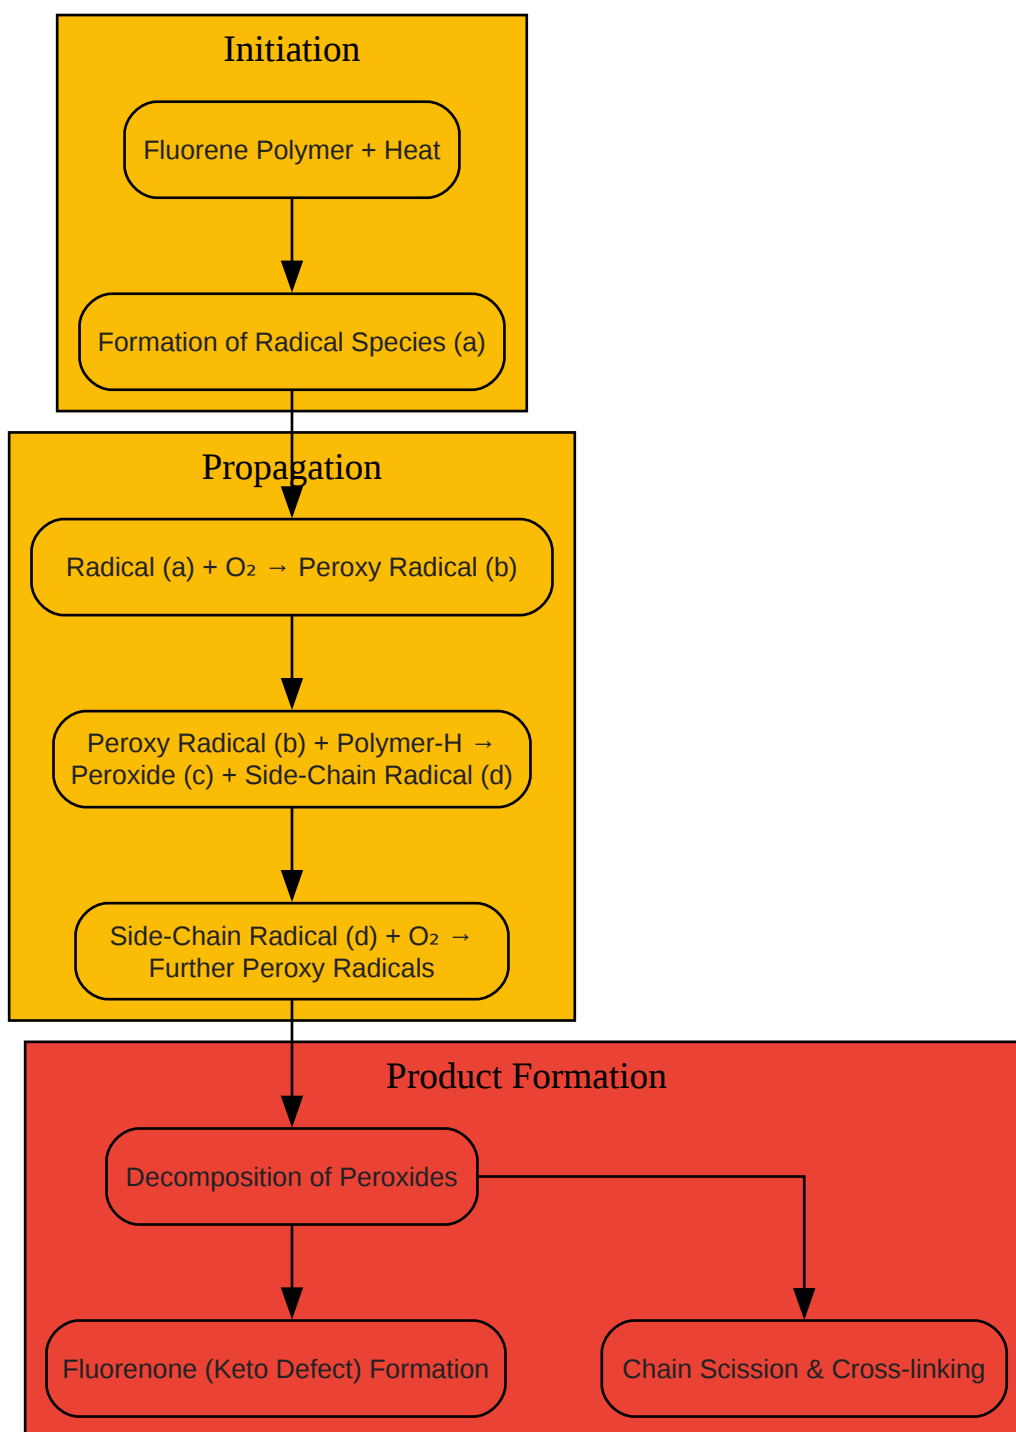 Initiation
Fluorene Polymer + Heat
Formation of Radical Species (a)
Propagation
Radical (a) + O₂ → Peroxy Radical (b)
Peroxy Radical (b) + Polymer-H →
Peroxide (c) + Side-Chain Radical (d)
Side-Chain Radical (d) + O₂ →
Further Peroxy Radicals
Product Formation
Decomposition of Peroxides
Fluorenone (Keto Defect) Formation
Chain Scission & Cross-linking